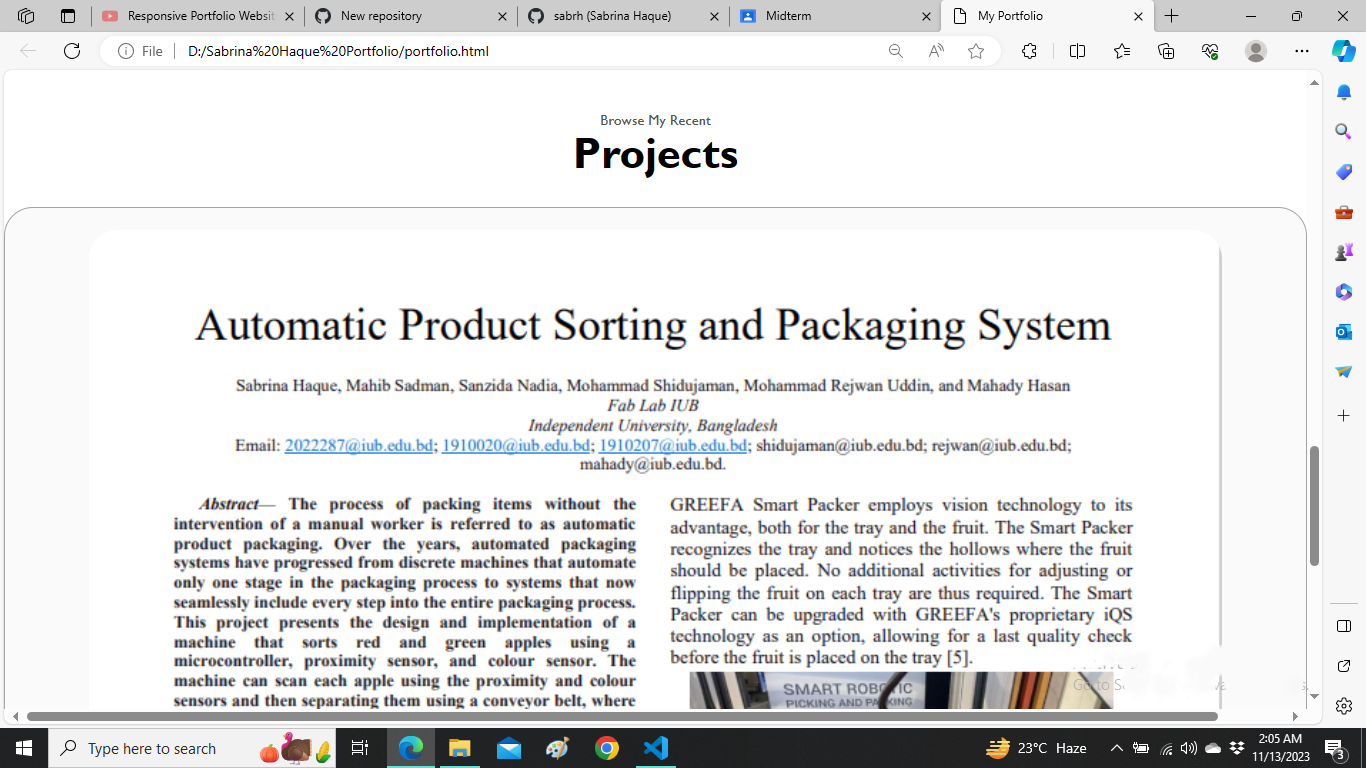 Responsive Portfolio Websit
New repository
sabrh (Sabrina Haque)
Midterm
My Portfolio
File
D:/Sabrina%20Haque%20Portfolio/portfolio.html
Browse My Recent
Projects
Automatic Product Sorting and Packaging System
Sabrina Haque, Mahib Sadman, Sanzida Nadia, Mohammad Shidujaman, Mohammad Rejwan Uddin, and Mahady Hasan
Fab Lab IUB
Independent University, Bangladesh
Email: 2022287@iub.edu.bd; 1910020@iub.edu.bd; 1910207@iub.edu.bd; shidujaman@iub.edu.bd; rejwan@iub.edu.bd;
mahady@iub.edu.bd.
Abstract— The process of packing items without the
intervention of a manual worker is referred to as automatic
product packaging. Over the years, automated packaging
systems have progressed from discrete machines that automate
only one stage in the packaging process to systems that now
seamlessly include every step into the entire packaging process.
This project presents the design and implementation of a
machine that sorts red and green apples using a
microcontroller, proximity sensor, and colour sensor. The
machine can scan each apple using the proximity and colour
sensors and then separating them using a conveyor belt, where
GREEFA Smart Packer employs vision technology to its
advantage, both for the tray and the fruit. The Smart Packer
recognizes the tray and notices the hollows where the fruit
should be placed. No additional activities for adjusting or
flipping the fruit on each tray are thus required. The Smart
Packer can be upgraded with GREEFA's proprietary iQS
technology as an option, allowing for a last quality check
before the fruit is placed on the tray [5].
SMART ROBOTIC
PICKING AND PACKING
Go to S
Type here to search
23°C Haze
2:05 AM
11/13/2023
3